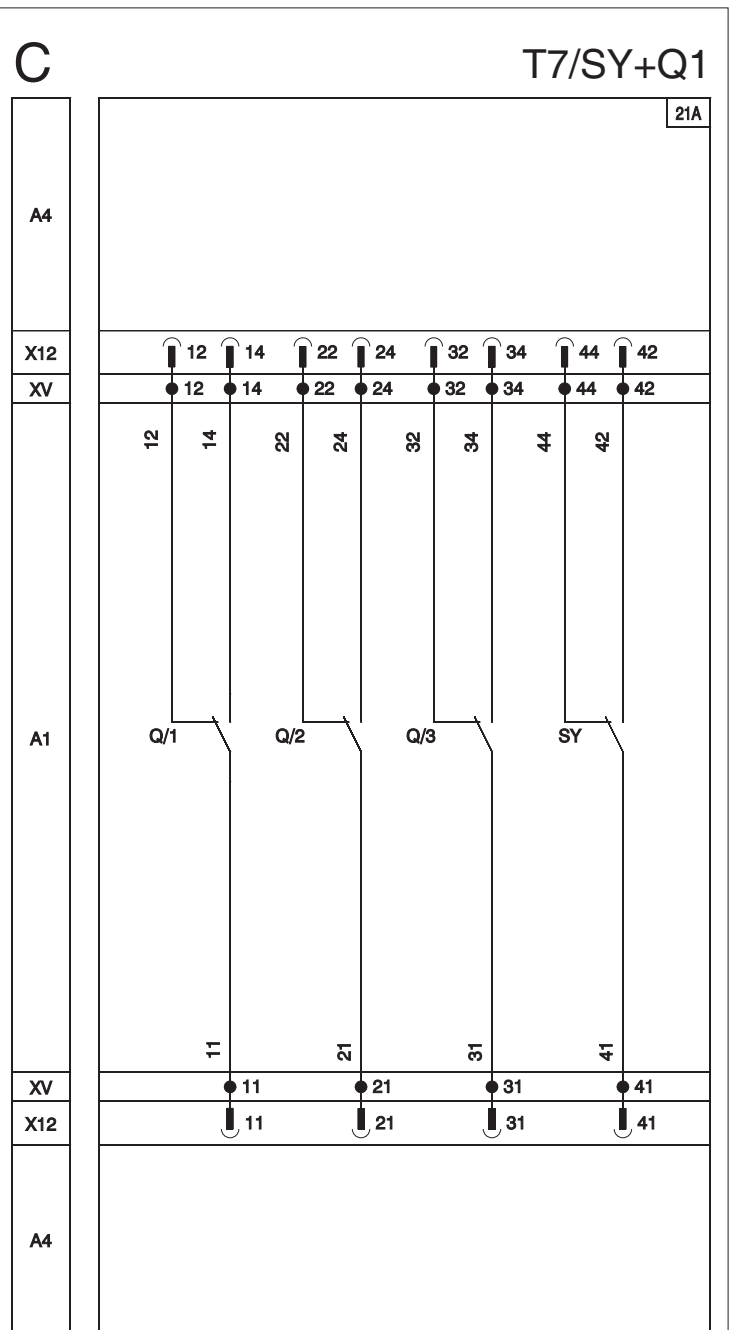 C T7/SY+Q1
21A
A4
X12 12 14 22 24 32 34 44 42
XV 12 14 22 24 32 34 44 42
12 14 22 24 32 34 44 42
A1 Q/1 Q/2 Q/3 SY
11 21 31 41
XV 11 21 31 41
X12 11 21 31 41
A4